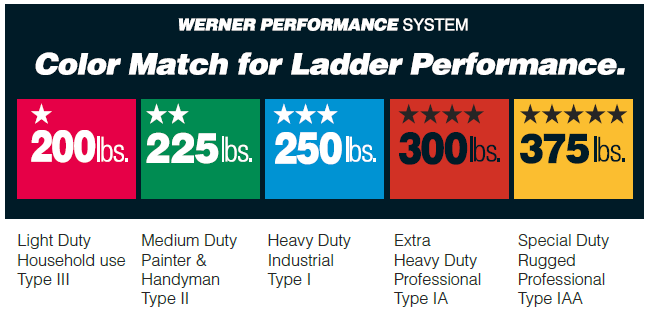 WERNER PERFORMANCE SYSTEM
Color Match for Ladder Performance.
200lbs.
225lbs.
250lbs.
300lbs.
375lbs.
Light Duty
Household use
Type III
Medium Duty
Painter &
Handyman
Type II
Heavy Duty
Industrial
Type I
Extra
Heavy Duty
Professional
Type IA
Special Duty
Rugged
Professional
Type IAA